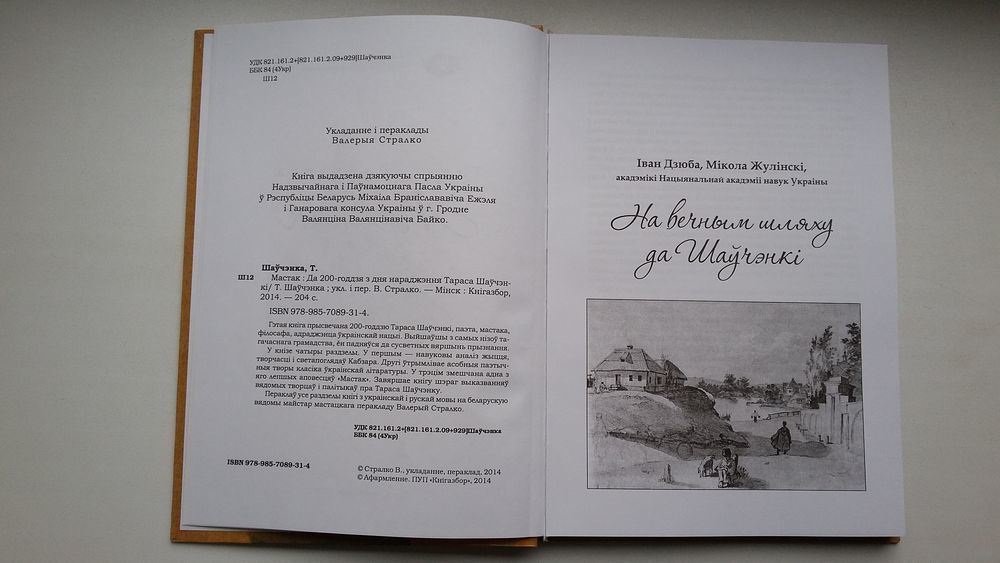 УДК 821.161.2+[821.161.2.09+929]Шаўчэнка
ББК 84 (4Укр)
Ш12
Укладанне і пераклады
Валерыя Стралко
Кніга выдадзена дзякуючы спрыянню
Надзвычайнага і Паўнамоцнага Пасла Украіны
ў Рэспубліцы Беларусь Міхаіла Браніслававіча Ежэля
і Ганаровага консула Украіны ў г. Гродне
Валянціна Валянцінавіча Байко.
Шаўчэнка, Т.
Ш12 Мастак : Да 200-годдзя з дня нараджэння Тараса Шаўчэн-
кі/ Т. Шаўчэнка ; укл. і пер. В. Стралко. — Мінск : Кнігазбор,
2014. — 204 с.
ISBN 978-985-7089-31-4.
Гэтая кніга прысвечана 200-годдзю Тараса Шаўчэнкі, паэта, мастака,
філосафа, адраджэнца ўкраінскай нацыі. Выйшаўшы з самых нізоў та-
гачаснага грамадства, ён падняўся да сусветных вяршынь прызнання.
У кнізе чатыры раздзелы. У першым — навуковы аналіз жыцця,
творчасці і светапоглядаў Кабзара. Другі ўтрымлівае асобныя паэтыч-
ныя творы класіка ўкраінскай літаратуры. У трэцім змешчана адна з
яго лепшых аповесцяў «Мастак». Завяршае кнігу шэраг выказванняў
вядомых творцаў і палітыкаў пра Тараса Шаўчэнку.
Пераклаў усе раздзелы кнігі з украінскай і рускай мовы на беларускую
вядомы майстар мастацкага перакладу Валерый Стралко.
УДК 821.161.2+[821.161.2.09+929]Шаўчэнка
ББК 84 (4Укр)
ISBN 978-985-7089-31-4
© Стралко В., укладанне, пераклад, 2014
© Афармленне. ПУП «Кнігазбор», 2014
Іван Дзюба, Мікола Жулінскі,
акадэмікі Нацыянальнай акадэміі навук Украіны
На вечным шляху
да Шаўчэнкі